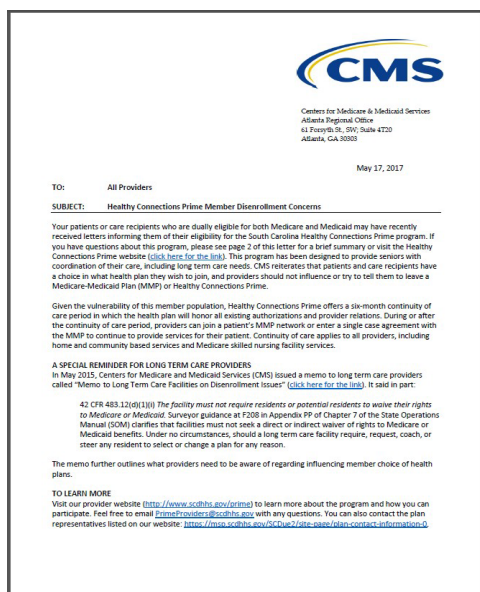 CMS
Centers for Medicare & Medicaid Services
Atlanta Regional Office
61 Forsyth St., SW; Suite 4T20
Atlanta, GA 30303
May 17, 2017
TO: All Providers
SUBJECT: Healthy Connections Prime Member Disenrollment Concerns
Your patients or care recipients who are dually eligible for both Medicare and Medicaid may have recently
received letters informing them of their eligibility for the South Carolina Healthy Connections Prime program. If
you have questions about this program, please see page 2 of this letter for a brief summary or visit the Healthy
Connections Prime website (click here for the link). This program has been designed to provide seniors with
coordination of their care, including long term care needs. CMS reiterates that patients and care recipients have
a choice in what health plan they wish to join, and providers should not influence or try to tell them to leave a
Medicare-Medicaid Plan (MMP) or Healthy Connections Prime.
Given the vulnerability of this member population, Healthy Connections Prime offers a six-month continuity of
care period in which the health plan will honor all existing authorizations and provider relations. During or after
the continuity of care period, providers can join a patient's MMP network or enter a single case agreement with
the MMP to continue to provide services for their patient. Continuity of care applies to all providers, including
home and community based services and Medicare skilled nursing facility services.
A SPECIAL REMINDER FOR LONG TERM CARE PROVIDERS
In May 2015, Centers for Medicare and Medicaid Services (CMS) issued a memo to long term care providers
called "Memo to Long Term Care Facilities on Disenrollment Issues" (click here for the link). It said in part:
42 CFR 483.12(d)(1)(i) The facility must not require residents or potential residents to waive their rights
to Medicare or Medicaid. Surveyor guidance at F208 in Appendix PP of Chapter 7 of the State Operations
Manual (SOM) clarifies that facilities must not seek a direct or indirect waiver of rights to Medicare or
Medicaid benefits. Under no circumstances, should a long term care facility require, request, coach, or
steer any resident to select or change a plan for any reason.
The memo further outlines what providers need to be aware of regarding influencing member choice of health
plans.
TO LEARN MORE
Visit our provider website (http://www.scdhhs.gov/prime) to learn more about the program and how you can
participate. Feel free to email PrimeProviders@scdhhs.gov with any questions. You can also contact the plan
representatives listed on our website: https://msp.scdhhs.gov/SCDue2/site-page/plan-contact-information-0.